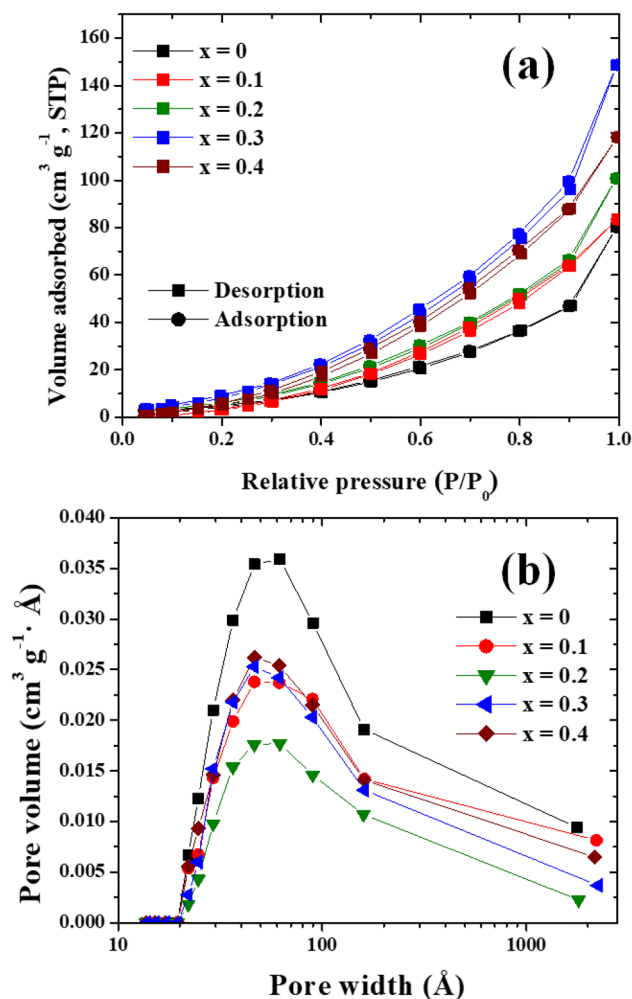 160
140
120
100
80
60
40
20
0
Volume adsorbed (cm³ g⁻¹, STP)
x = 0
x = 0.1
x = 0.2
x = 0.3
x = 0.4
(a)
Desorption
Adsorption
0.0 0.2 0.4 0.6 0.8 1.0
Relative pressure (P/P₀)
0.040
0.035
0.030
0.025
0.020
0.015
0.010
0.005
0.000
Pore volume (cm³ g⁻¹· Å)
(b)
x = 0
x = 0.1
x = 0.2
x = 0.3
x = 0.4
10 100 1000
Pore width (Å)